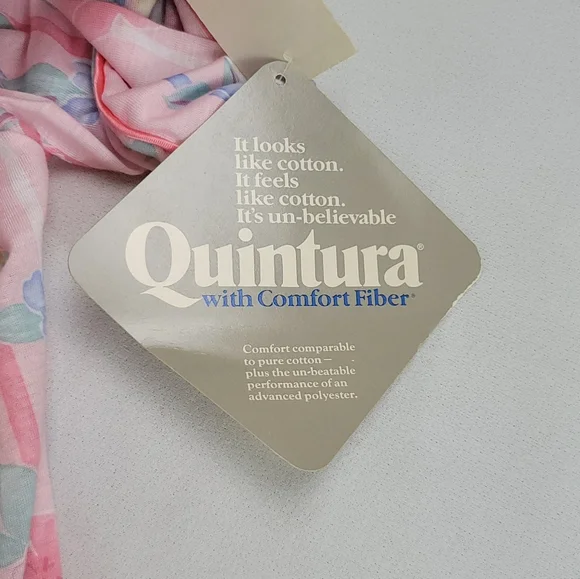 It looks
like cotton.
It feels
like cotton.
It's un-believable
Quintura®
with Comfort Fiber®
Comfort comparable
to pure cotton—
plus the un-beatable
performance of an
advanced polyester.